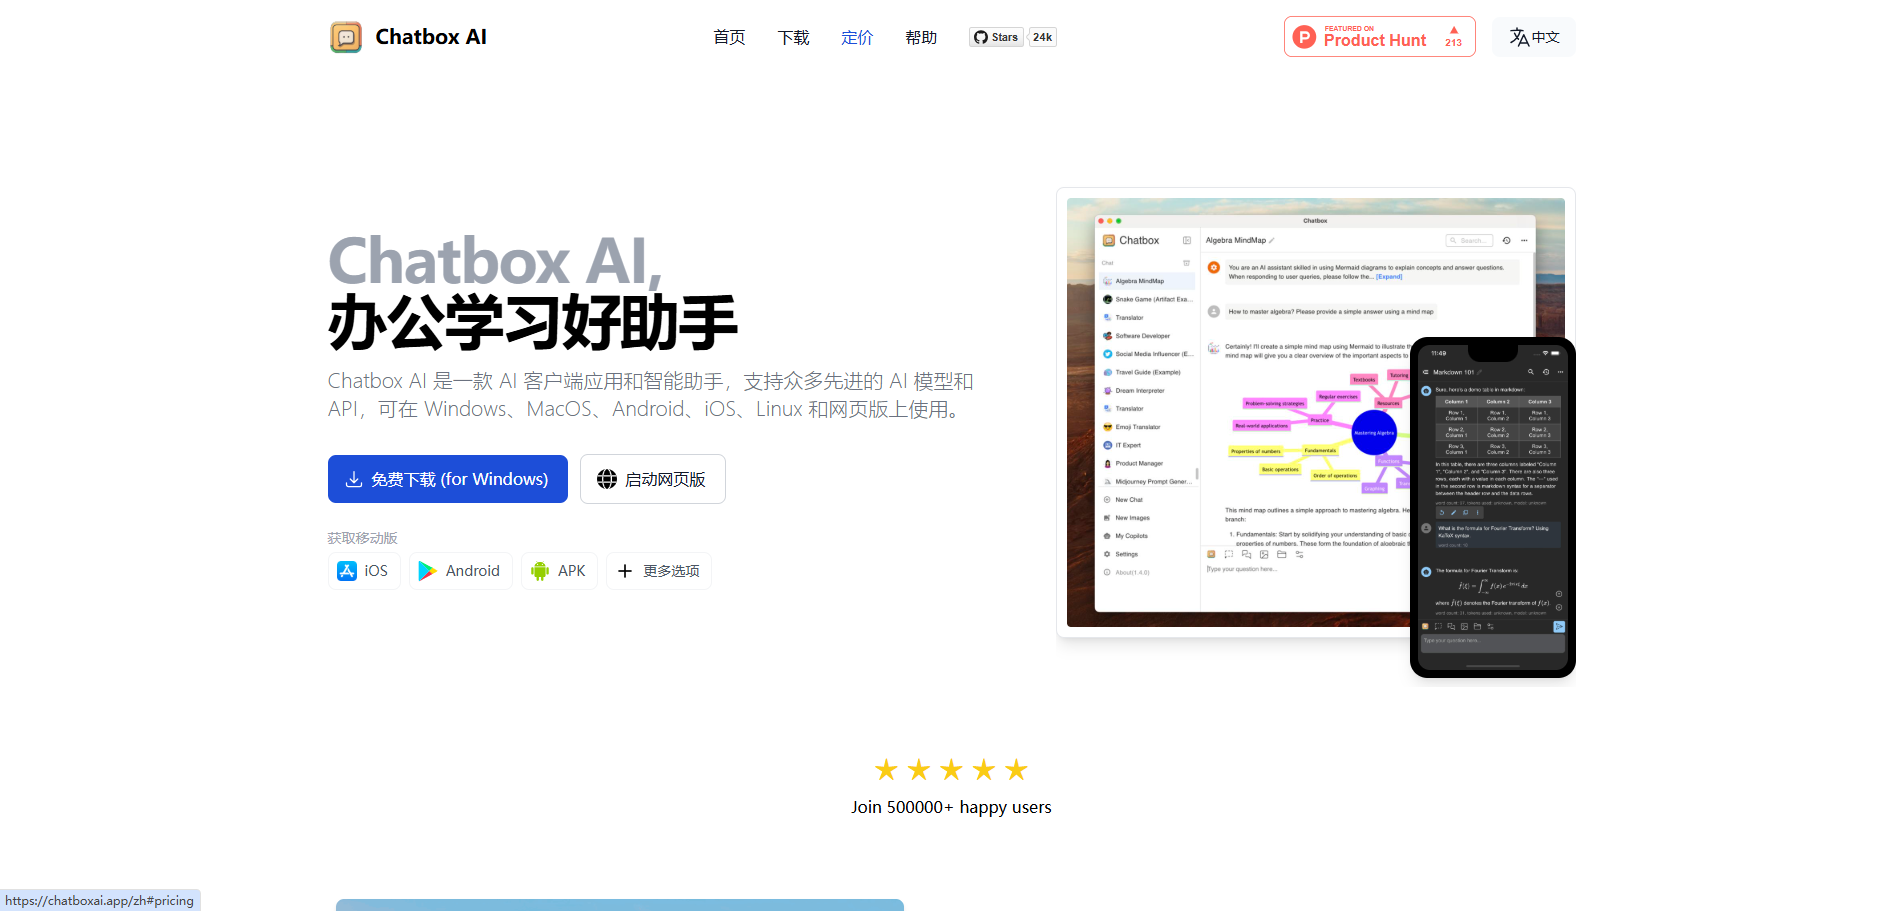 Chatbox AI
首页
下载
定价
帮助
Stars
24k
FEATURED ON
Product Hunt
213
中文
Chatbox AI,
办公学习好助手
Chatbox AI 是一款 AI 客户端应用和智能助手，支持众多先进的 AI 模型和
API，可在 Windows、MacOS、Android、iOS、Linux 和网页版上使用。
免费下载 (for Windows)
启动网页版
获取移动版
iOS
Android
APK
更多选项
Chatbox
Chatbox
Chat
Algebra MindMap
Snake Game (Artifact Exa...
Translator
Software Developer
Social Media Influencer (E...
Travel Guide (Example)
Dream Interpreter
Translator
Emoji Translator
IT Expert
Product Manager
Midjourney Prompt Gener...
New Chat
New Images
My Copilots
Settings
About(1.4.0)
Algebra MindMap
Search...
You are an AI assistant skilled in using Mermaid diagrams to explain concepts and answer questions.
When responding to user queries, please follow the... [Expand]
How to master algebra? Please provide a simple answer using a mind map
Certainly! I'll create a simple mind map using Mermaid to illustrate th
mind map will give you a clear overview of the important aspects to
Textbooks
Tutoring
Regular exercises
Resources
Problem-solving strategies
Practice
Real-world applications
Mastering Algebra
Properties of numbers
Fundamentals
Basic operations
Order of operations
Functions
Graphing
This mind map outlines a simple approach to mastering algebra. He
branch:
1. Fundamentals: Start by solidifying your understanding of basic
properties of numbers. These form the foundation of algebraic th
Type your question here...
11:49
Markdown 101
Sure, here's a demo table in markdown:
Column 1 Column 2 Column 3
Row 1, Column 1 Row 1, Column 2 Row 1, Column 3
Row 2, Column 1 Row 2, Column 2 Row 2, Column 3
Row 3, Column 1 Row 3, Column 2 Row 3, Column 3
In this table, there are three columns labeled "Column
1", "Column 2", and "Column 3". There are also three
rows, each with a value in each column. The "---" used
in the second row is markdown syntax for a separator
between the header row and the data rows.
What is the formula for Fourier Transform? Using
KaTeX syntax.
The formula for Fourier Transform is:
where f̂(ξ) denotes the Fourier transform of f(x).
Type your question here...
Join 500000+ happy users
https://chatboxai.app/zh#pricing